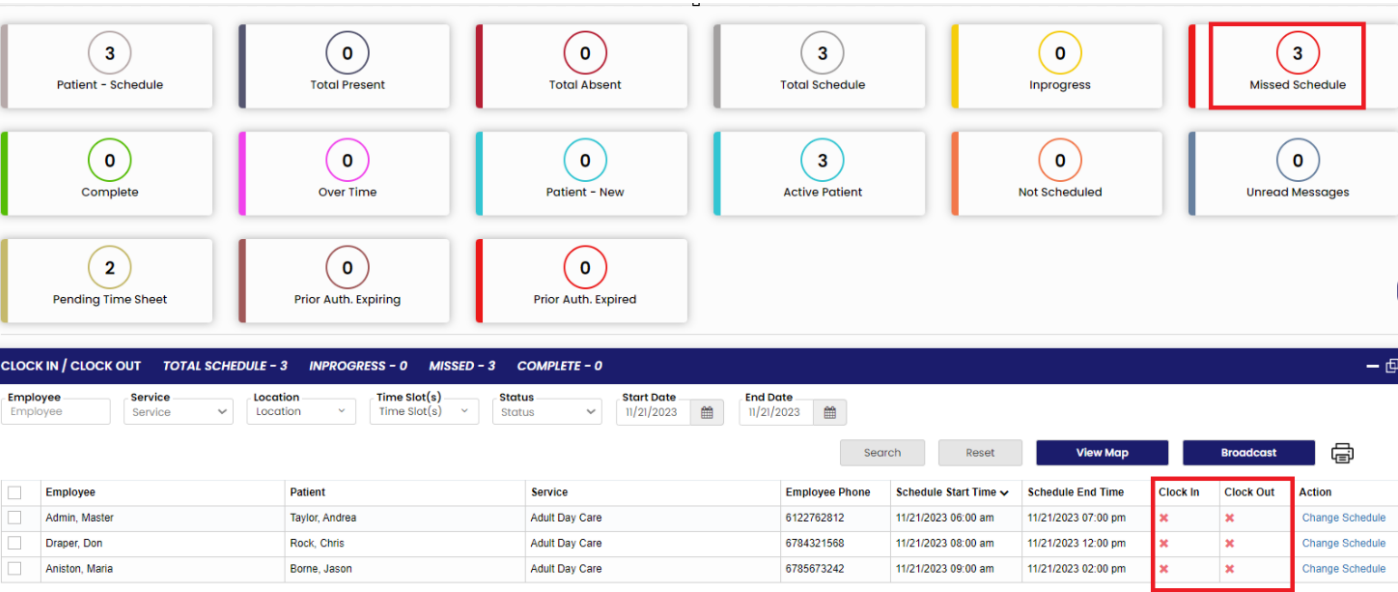 3 0 0 3 0 3
Patient - Schedule Total Present Total Absent Total Schedule Inprogress Missed Schedule
0 0 0 3 0 0
Complete Over Time Patient - New Active Patient Not Scheduled Unread Messages
2 0 0
Pending Time Sheet Prior Auth. Expiring Prior Auth. Expired
CLOCK IN / CLOCK OUT TOTAL SCHEDULE - 3 INPROGRESS - 0 MISSED - 3 COMPLETE - 0
Employee Service Location Time Slot(s) Status Start Date End Date
Employee Service Location Time Slot(s) Status 11/21/2023 11/21/2023
Search Reset View Map Broadcast
Employee Patient Service Employee Phone Schedule Start Time Schedule End Time Clock In Clock Out Action
Admin, Master Taylor, Andrea Adult Day Care 6122762812 11/21/2023 06:00 am 11/21/2023 07:00 pm Change Schedule
Draper, Don Rock, Chris Adult Day Care 6784321568 11/21/2023 08:00 am 11/21/2023 12:00 pm Change Schedule
Aniston, Maria Borne, Jason Adult Day Care 6785673242 11/21/2023 09:00 am 11/21/2023 02:00 pm Change Schedule